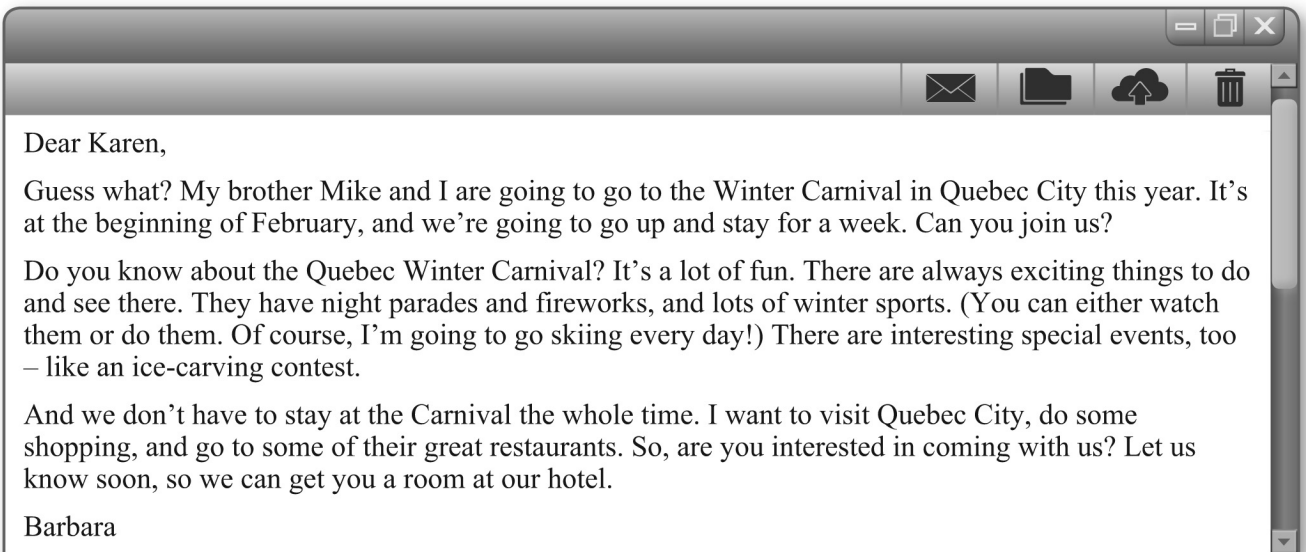 Dear Karen,
Guess what? My brother Mike and I are going to go to the Winter Carnival in Quebec City this year. It’s
at the beginning of February, and we’re going to go up and stay for a week. Can you join us?
Do you know about the Quebec Winter Carnival? It’s a lot of fun. There are always exciting things to do
and see there. They have night parades and fireworks, and lots of winter sports. (You can either watch
them or do them. Of course, I’m going to go skiing every day!) There are interesting special events, too
– like an ice-carving contest.
And we don’t have to stay at the Carnival the whole time. I want to visit Quebec City, do some
shopping, and go to some of their great restaurants. So, are you interested in coming with us? Let us
know soon, so we can get you a room at our hotel.
Barbara